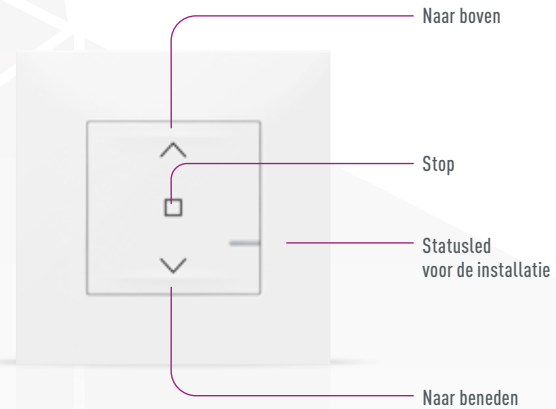 Naar boven
Stop
Statusled
voor de installatie
Naar beneden